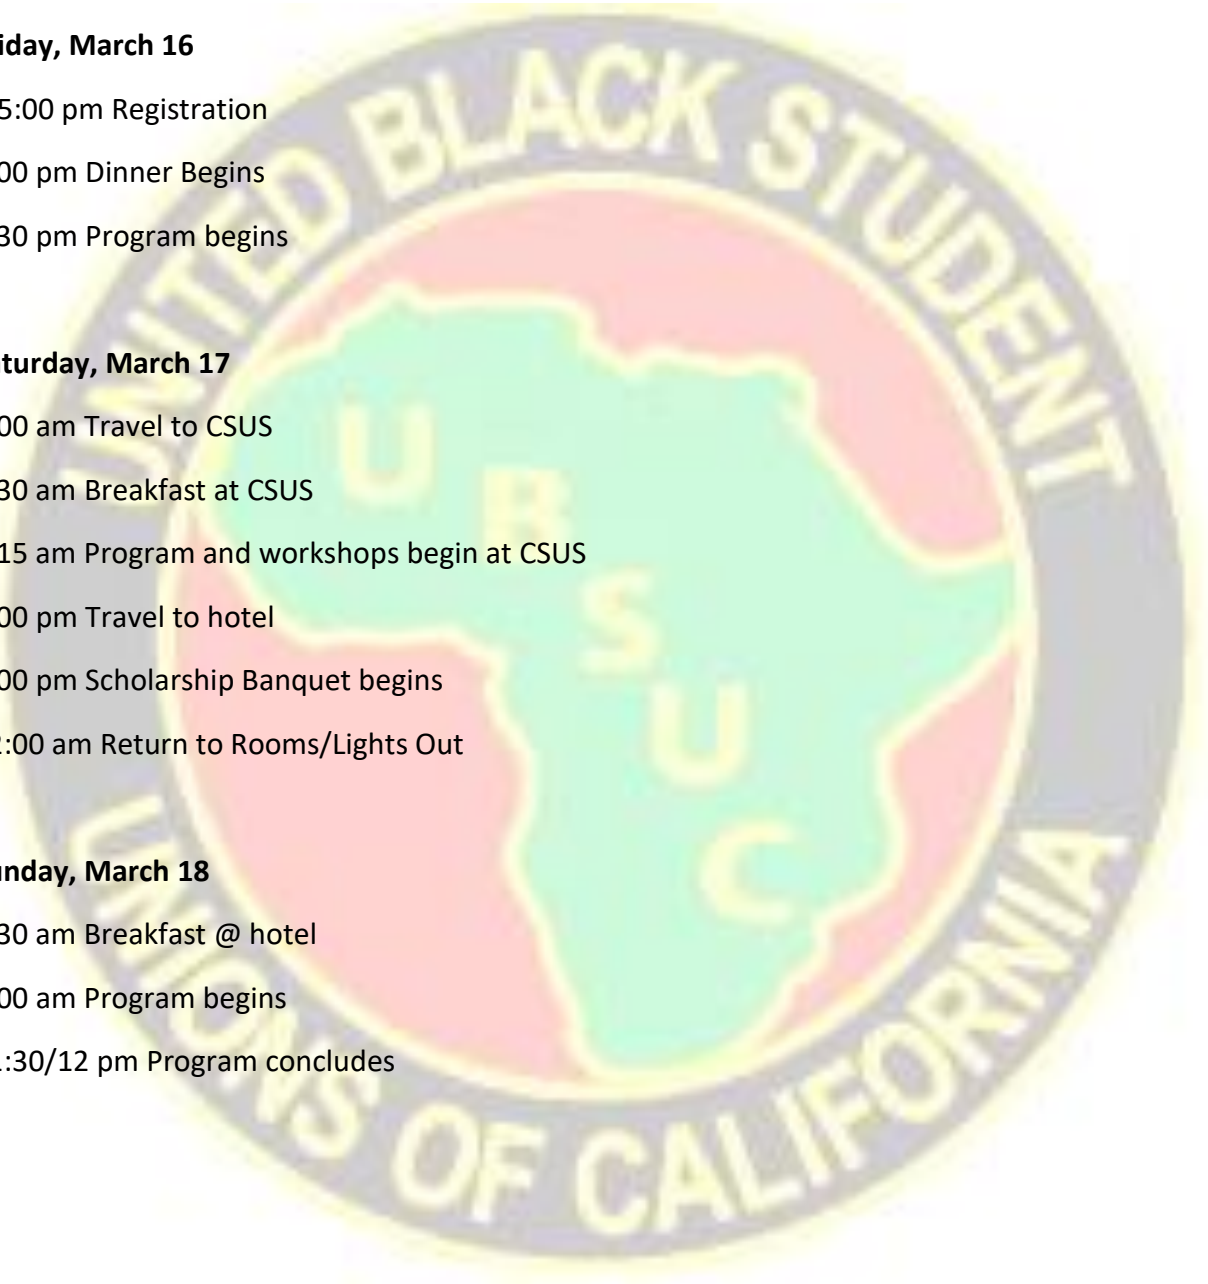 iday, March 16
5:00 pm Registration
00 pm Dinner Begins
30 pm Program begins
turday, March 17
00 am Travel to CSUS
30 am Breakfast at CSUS
15 am Program and workshops begin at CSUS
00 pm Travel to hotel
00 pm Scholarship Banquet begins
2:00 am Return to Rooms/Lights Out
unday, March 18
30 am Breakfast @ hotel
00 am Program begins
1:30/12 pm Program concludes
UNITED BLACK STUDENT
UNIONS OF CALIFORNIA
U
B
S
U
C